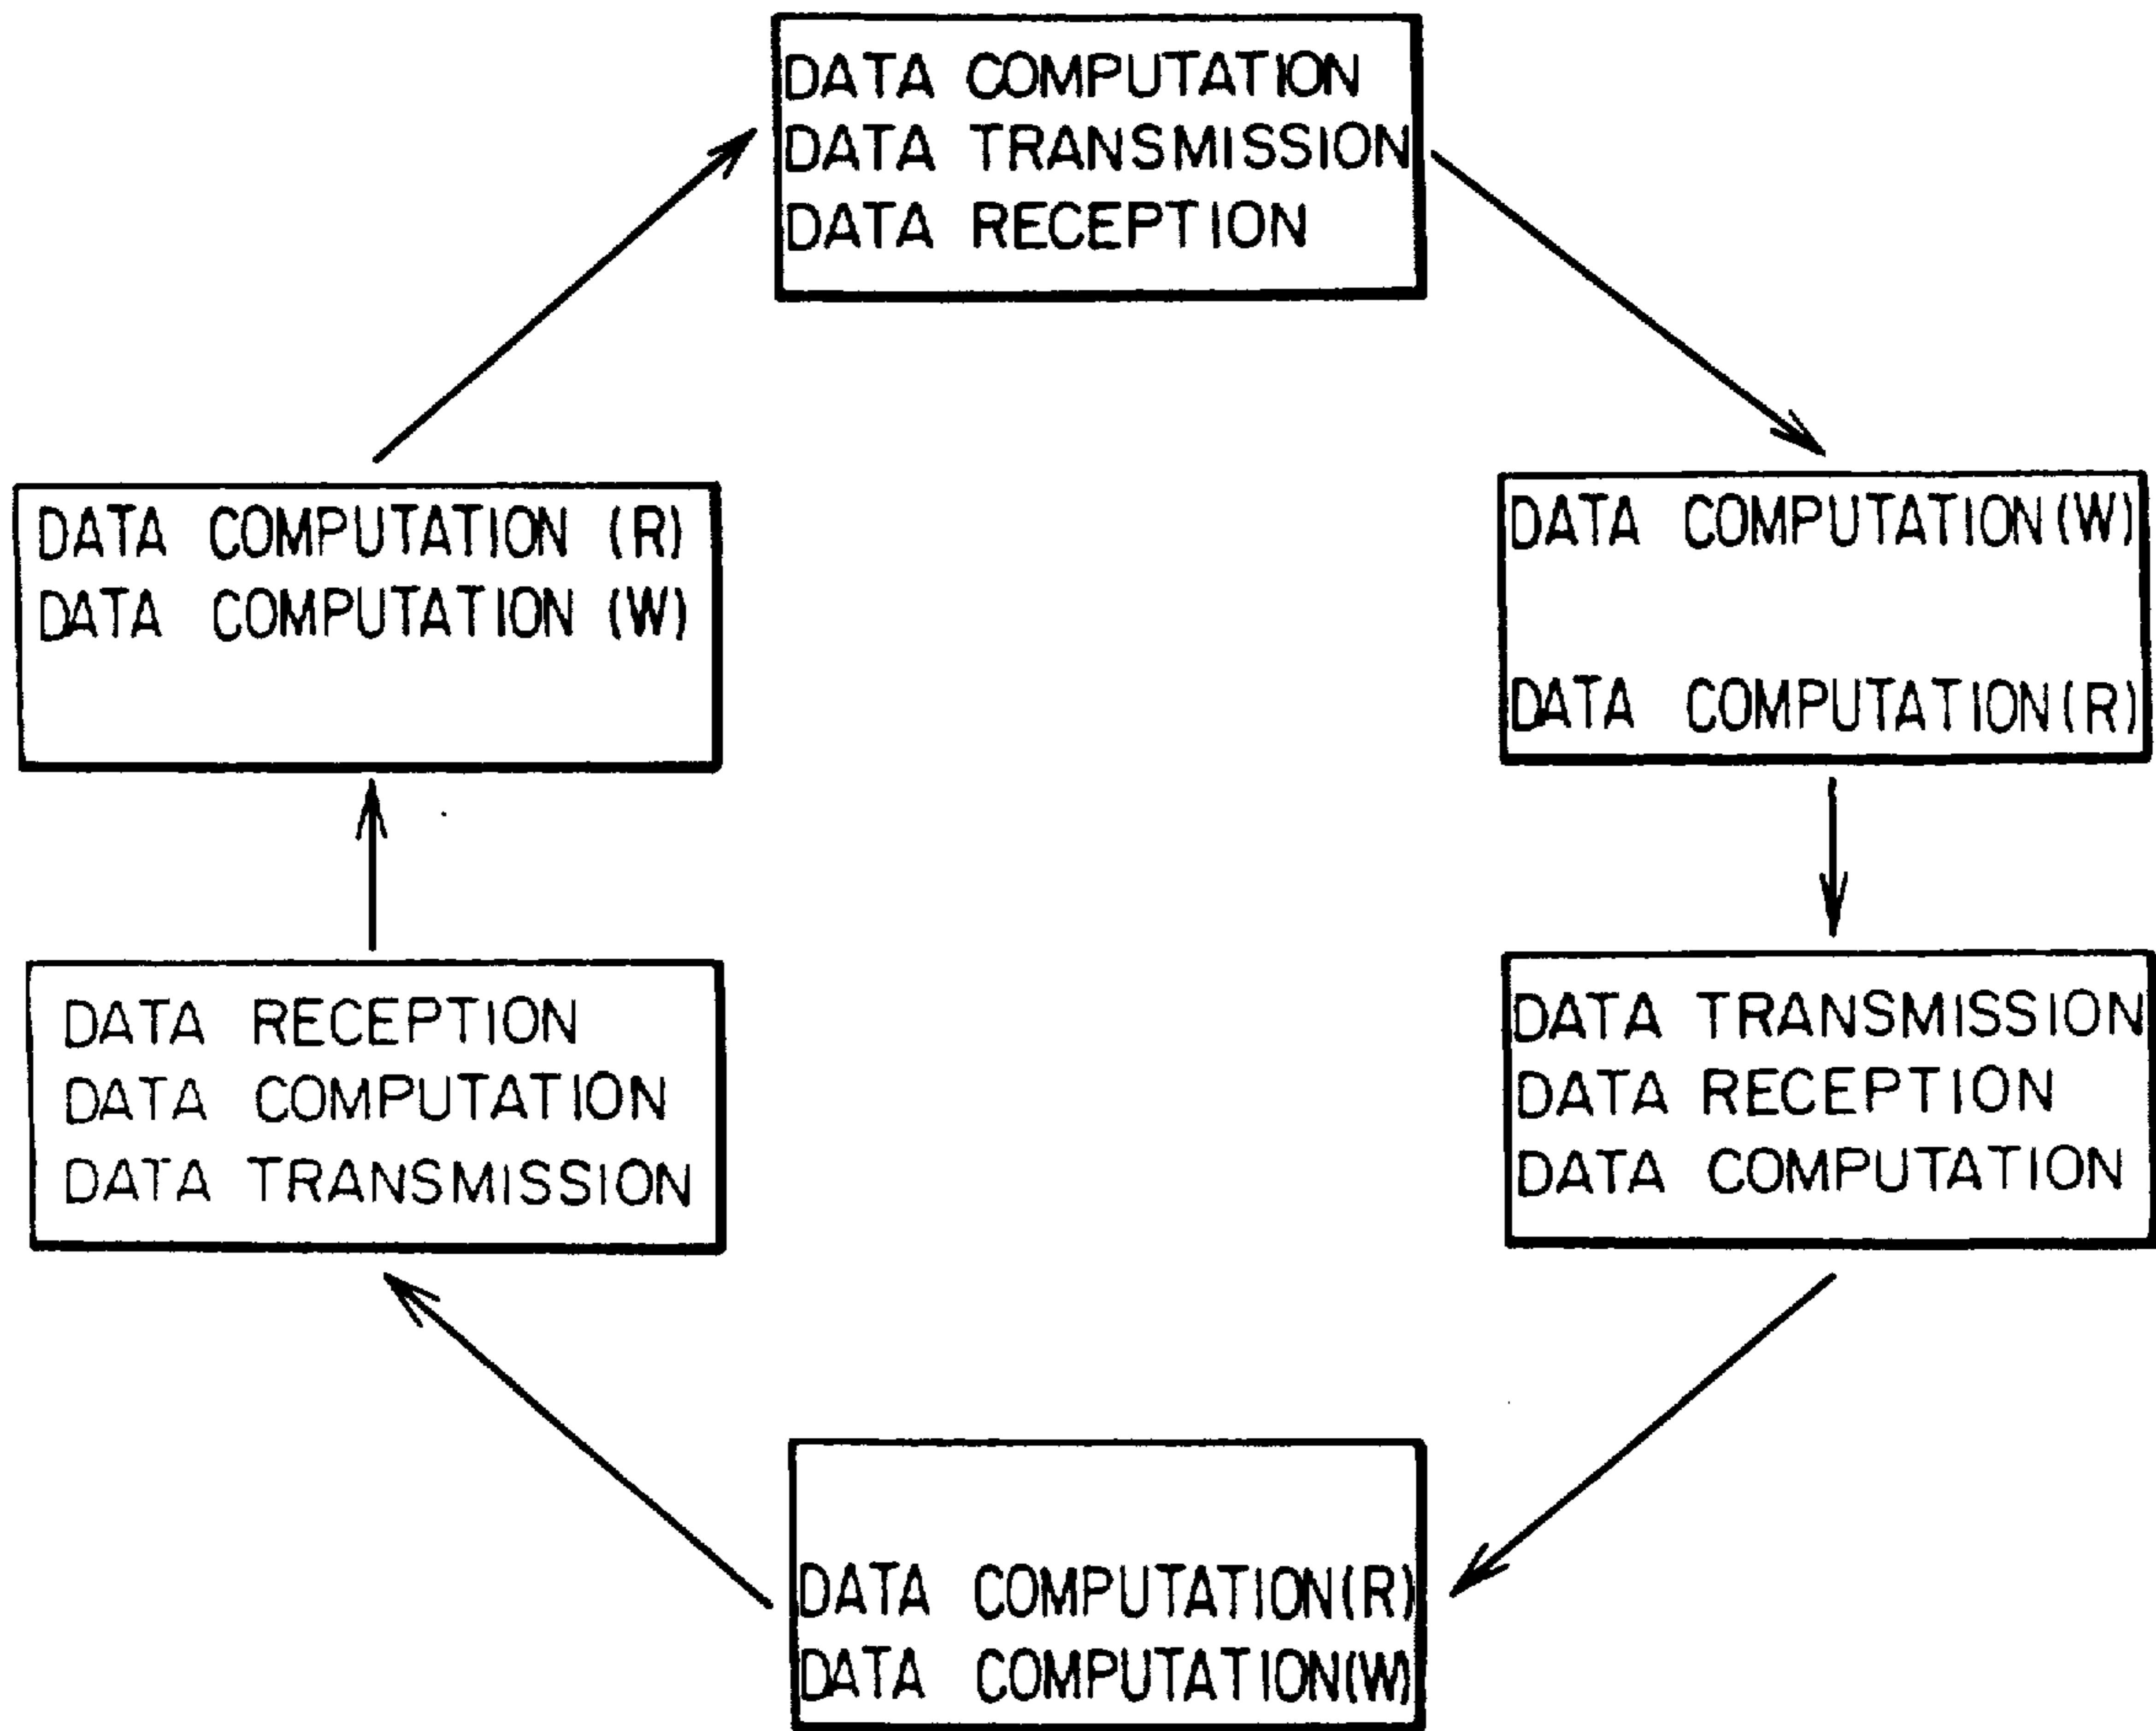 DATA COMPUTATION
DATA TRANSMISSION
DATA RECEPTION
DATA COMPUTATION (R)
DATA COMPUTATION (W)
DATA COMPUTATION(W)
DATA COMPUTATION(R)
DATA RECEPTION
DATA COMPUTATION
DATA TRANSMISSION
DATA TRANSMISSION
DATA RECEPTION
DATA COMPUTATION
DATA COMPUTATION(R)
DATA COMPUTATION(W)